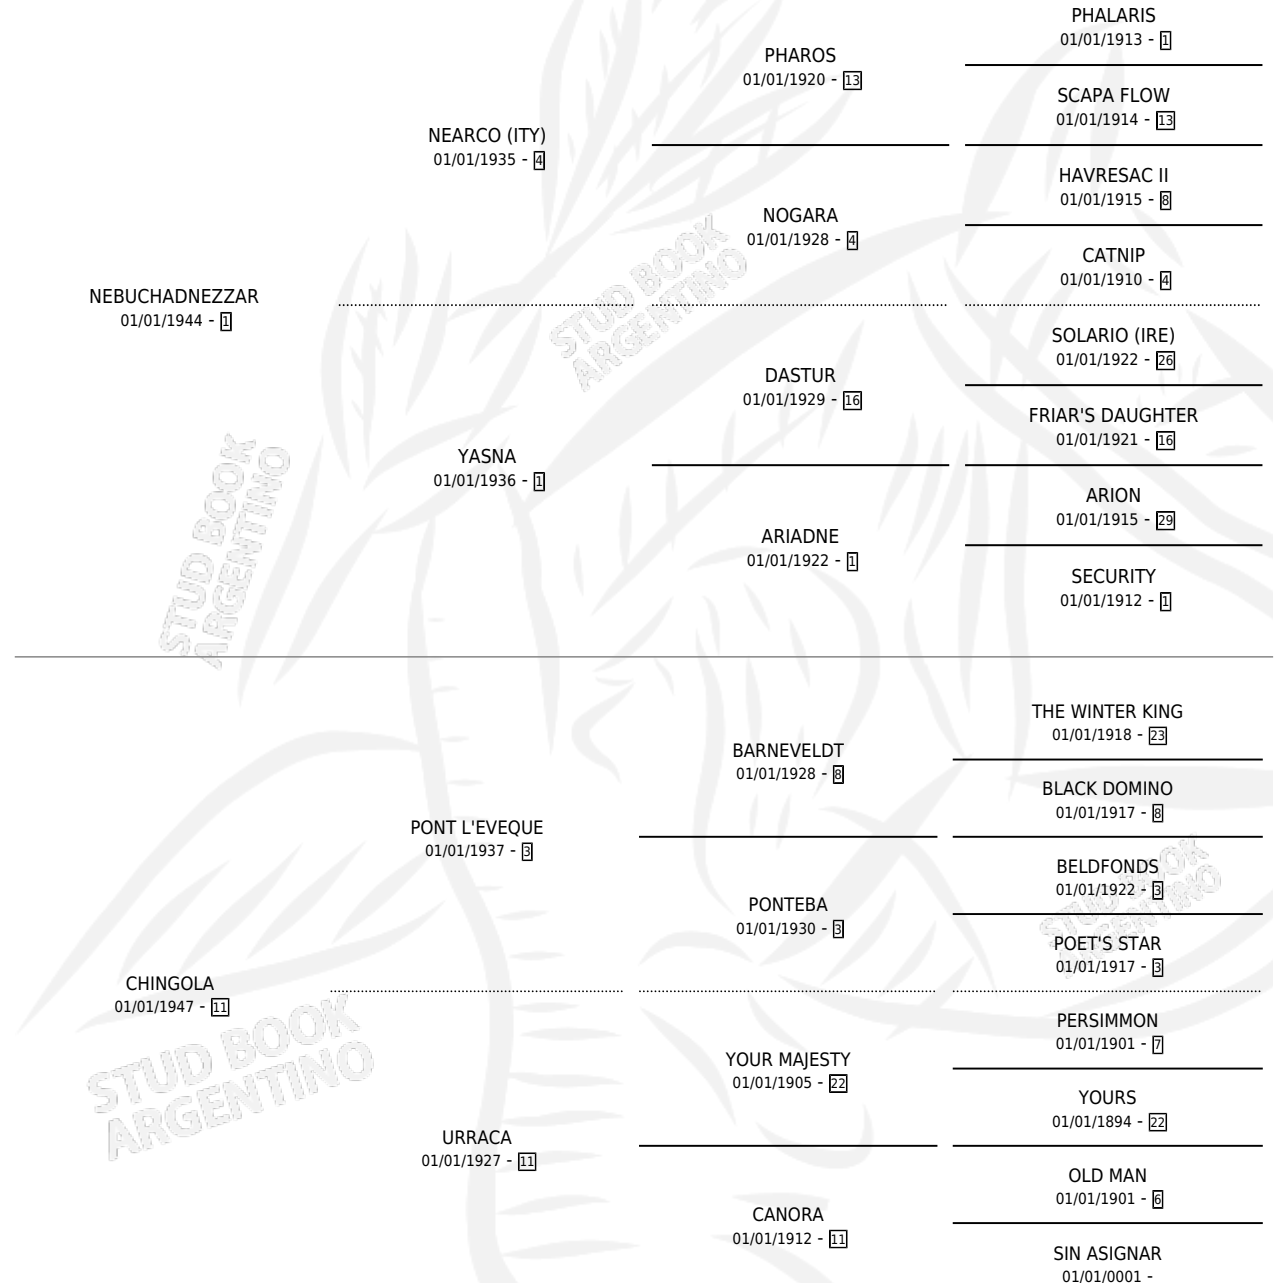 PHALARIS
01/01/1913 - 1
PHAROS
01/01/1920 - 13
SCAPA FLOW
01/01/1914 - 13
NEARCO (ITY)
01/01/1935 - 4
HAVRESAC II
01/01/1915 - 8
NOGARA
01/01/1928 - 4
CATNIP
01/01/1910 - 4
NEBUCHADNEZZAR
01/01/1944 - 1
SOLARIO (IRE)
01/01/1922 - 26
DASTUR
01/01/1929 - 16
FRIAR'S DAUGHTER
01/01/1921 - 16
YASNA
01/01/1936 - 1
ARION
01/01/1915 - 29
ARIADNE
01/01/1922 - 1
SECURITY
01/01/1912 - 1
THE WINTER KING
01/01/1918 - 23
BARNEVELDT
01/01/1928 - 8
BLACK DOMINO
01/01/1917 - 8
PONT L'EVEQUE
01/01/1937 - 3
BELDFONDS
01/01/1922 - 3
PONTEBA
01/01/1930 - 3
POET'S STAR
01/01/1917 - 3
CHINGOLA
01/01/1947 - 11
PERSIMMON
01/01/1901 - 7
YOUR MAJESTY
01/01/1905 - 22
YOURS
01/01/1894 - 22
URRACA
01/01/1927 - 11
OLD MAN
01/01/1901 - 6
CANORA
01/01/1912 - 11
SIN ASIGNAR
01/01/0001 -
STUD BOOK
ARGENTINO
STUD BOOK
ARGENTINO
STUD BOOK
ARGENTINO
STUD BOOK
ARGENTINO